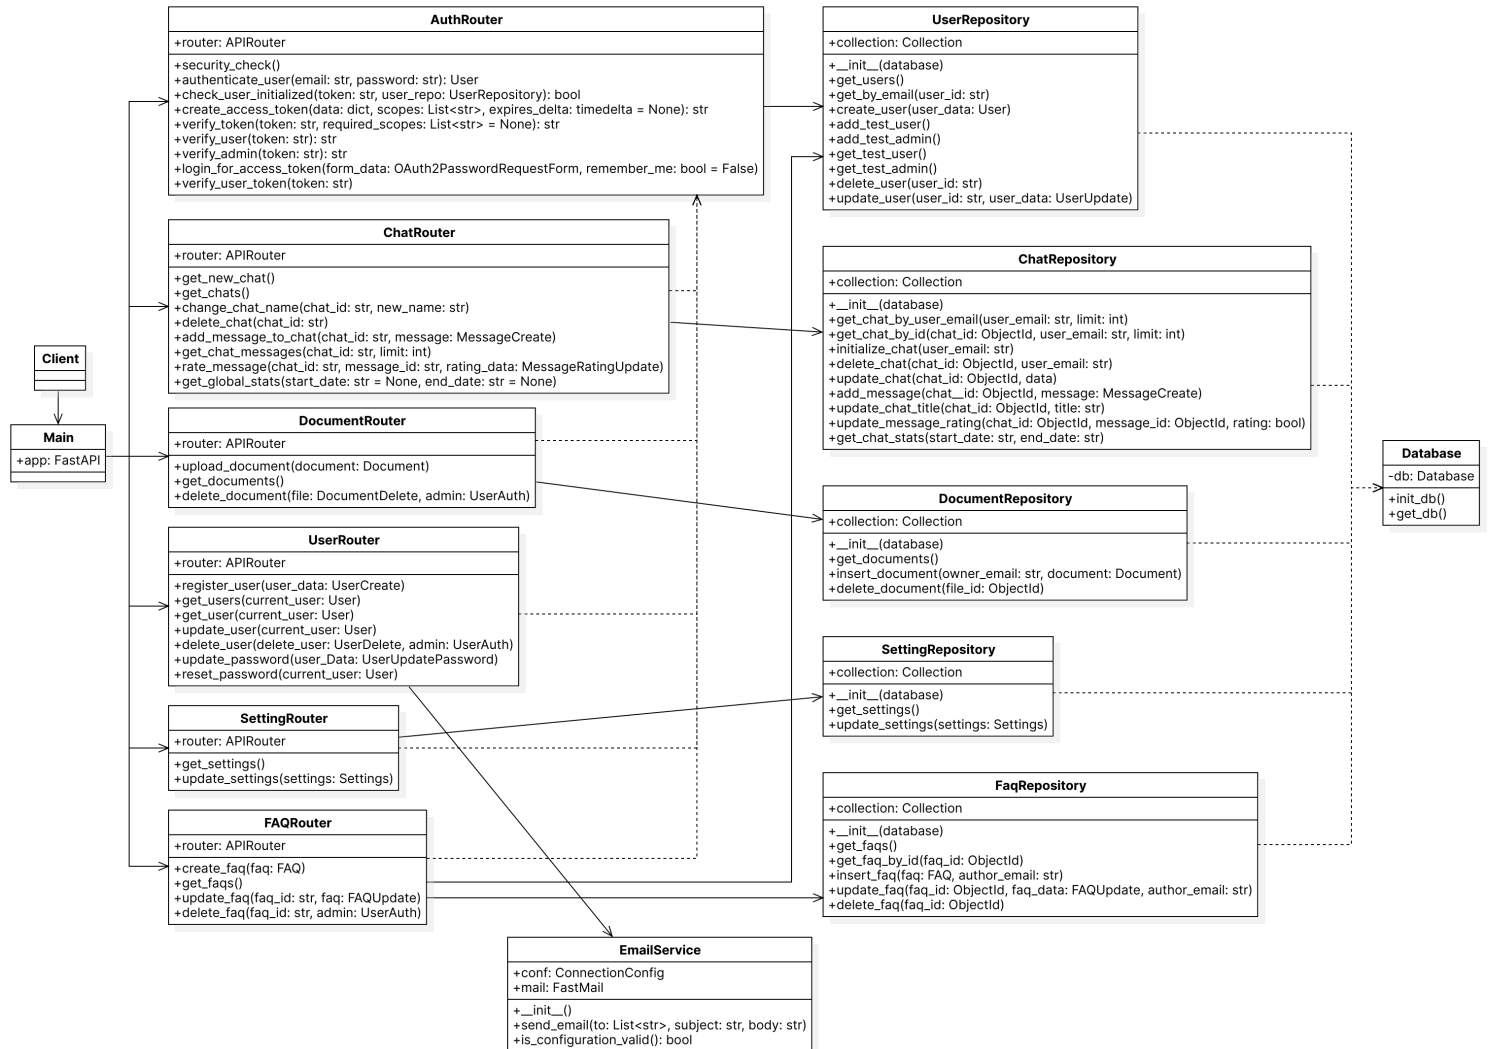 AuthRouter
+router: APIRouter
+security_check()
+authenticate_user(email: str, password: str): User
+check_user_initialized(token: str, user_repo: UserRepository): bool
+create_access_token(data: dict, scopes: List<str>, expires_delta: timedelta = None): str
+verify_token(token: str, required_scopes: List<str> = None): str
+verify_user(token: str): str
+verify_admin(token: str): str
+login_for_access_token(form_data: OAuth2PasswordRequestForm, remember_me: bool = False)
+verify_user_token(token: str)
UserRepository
+collection: Collection
+__init__(database)
+get_users()
+get_by_email(user_id: str)
+create_user(user_data: User)
+add_test_user()
+add_test_admin()
+get_test_user()
+get_test_admin()
+delete_user(user_id: str)
+update_user(user_id: str, user_data: UserUpdate)
ChatRouter
+router: APIRouter
+get_new_chat()
+get_chats()
+change_chat_name(chat_id: str, new_name: str)
+delete_chat(chat_id: str)
+add_message_to_chat(chat_id: str, message: MessageCreate)
+get_chat_messages(chat_id: str, limit: int)
+rate_message(chat_id: str, message_id: str, rating_data: MessageRatingUpdate)
+get_global_stats(start_date: str = None, end_date: str = None)
ChatRepository
+collection: Collection
+__init__(database)
+get_chat_by_user_email(user_email: str, limit: int)
+get_chat_by_id(chat_id: ObjectId, user_email: str, limit: int)
+initialize_chat(user_email: str)
+delete_chat(chat_id: ObjectId, user_email: str)
+update_chat(chat_id: ObjectId, data)
+add_message(chat__id: ObjectId, message: MessageCreate)
+update_chat_title(chat_id: ObjectId, title: str)
+update_message_rating(chat_id: ObjectId, message_id: ObjectId, rating: bool)
+get_chat_stats(start_date: str, end_date: str)
Client
Main
+app: FastAPI
DocumentRouter
+router: APIRouter
+upload_document(document: Document)
+get_documents()
+delete_document(file: DocumentDelete, admin: UserAuth)
Database
-db: Database
+init_db()
+get_db()
DocumentRepository
+collection: Collection
+__init__(database)
+get_documents()
+insert_document(owner_email: str, document: Document)
+delete_document(file_id: ObjectId)
UserRouter
+router: APIRouter
+register_user(user_data: UserCreate)
+get_users(current_user: User)
+get_user(current_user: User)
+update_user(current_user: User)
+delete_user(delete_user: UserDelete, admin: UserAuth)
+update_password(user_Data: UserUpdatePassword)
+reset_password(current_user: User)
SettingRepository
+collection: Collection
+__init__(database)
+get_settings()
+update_settings(settings: Settings)
SettingRouter
+router: APIRouter
+get_settings()
+update_settings(settings: Settings)
FaqRepository
+collection: Collection
+__init__(database)
+get_faqs()
+get_faq_by_id(faq_id: ObjectId)
+insert_faq(faq: FAQ, author_email: str)
+update_faq(faq_id: ObjectId, faq_data: FAQUpdate, author_email: str)
+delete_faq(faq_id: ObjectId)
FAQRouter
+router: APIRouter
+create_faq(faq: FAQ)
+get_faqs()
+update_faq(faq_id: str, faq: FAQUpdate)
+delete_faq(faq_id: str, admin: UserAuth)
EmailService
+conf: ConnectionConfig
+mail: FastMail
+__init__()
+send_email(to: List<str>, subject: str, body: str)
+is_configuration_valid(): bool